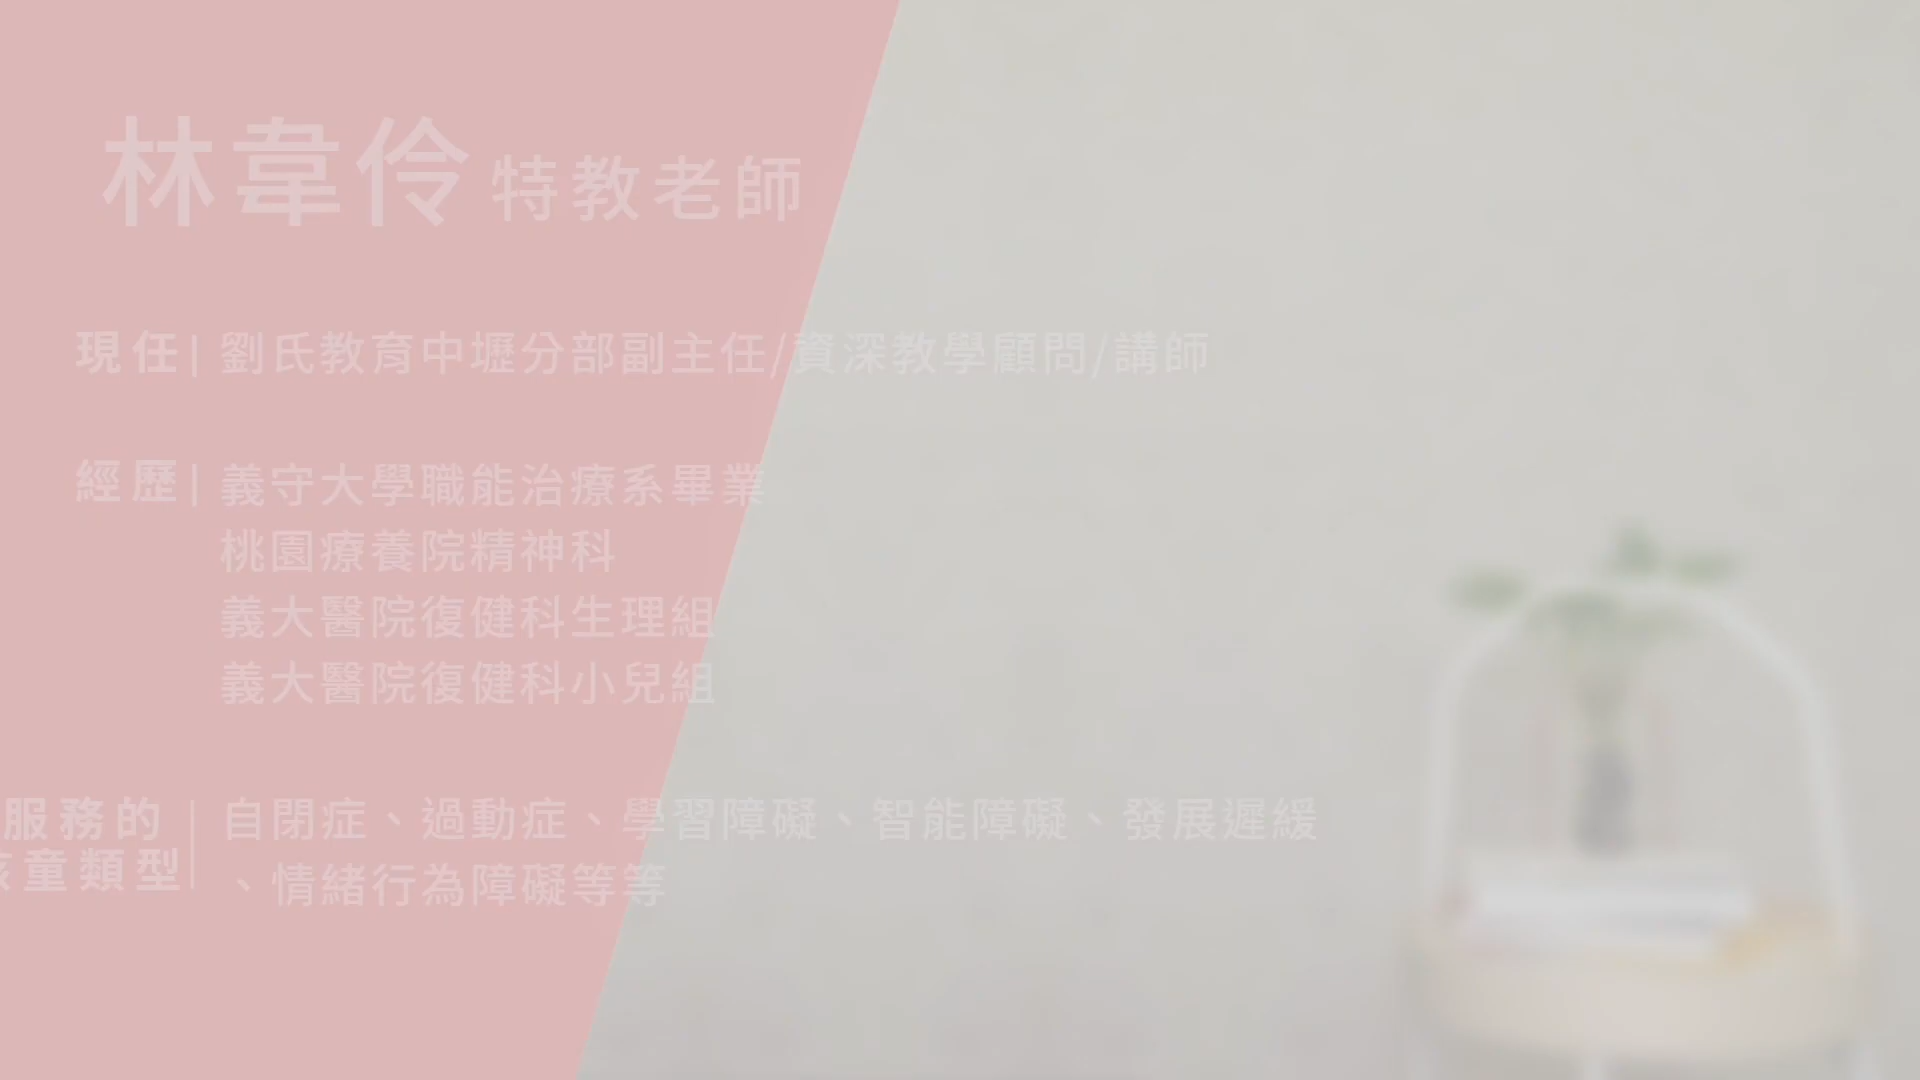 林韋伶 特教老師
現任| 劉氏教育中壢分部副主任/資深教學顧問/講師
經歷| 義守大學職能治療系畢業
桃園療養院精神科
義大醫院復健科生理組
義大醫院復健科小兒組
服務的
孩童類型| 自閉症、過動症、學習障礙、智能障礙、發展遲緩
、情緒行為障礙等等